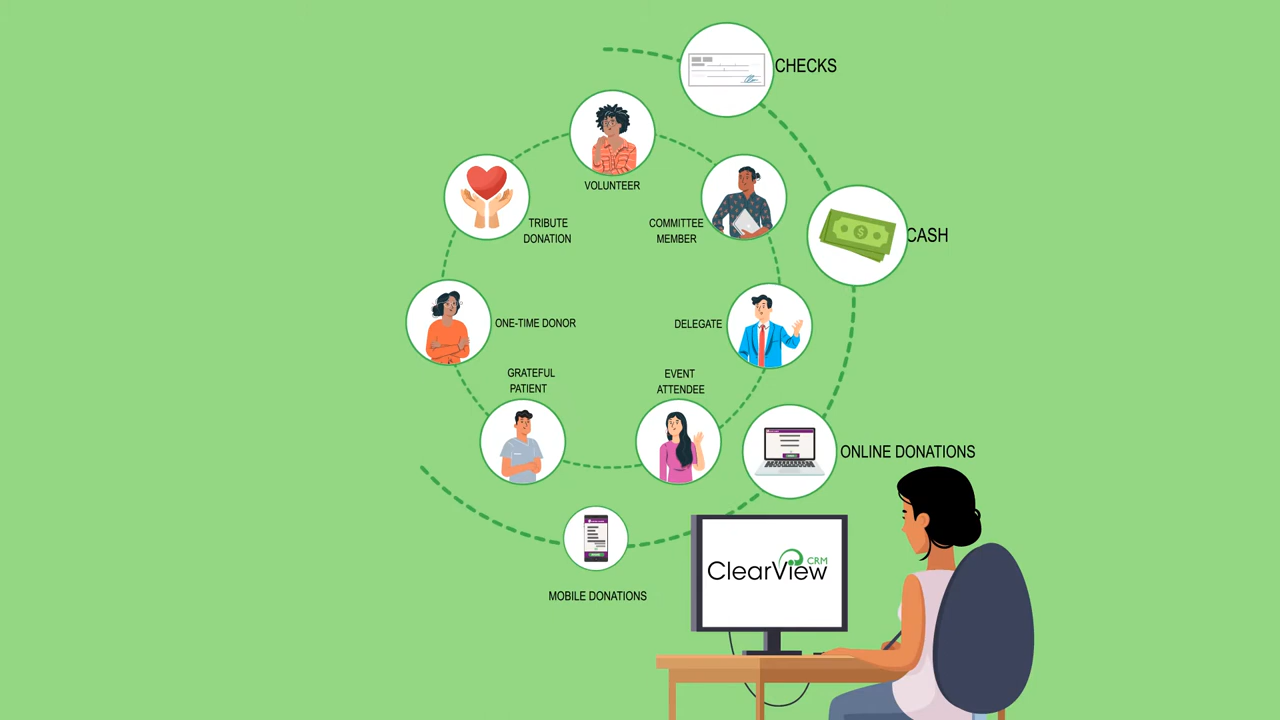 CHECKS
VOLUNTEER
TRIBUTE
DONATION
COMMITTEE
MEMBER
CASH
ONE-TIME DONOR
DELEGATE
GRATEFUL
PATIENT
EVENT
ATTENDEE
ONLINE DONATIONS
ClearView CRM
MOBILE DONATIONS